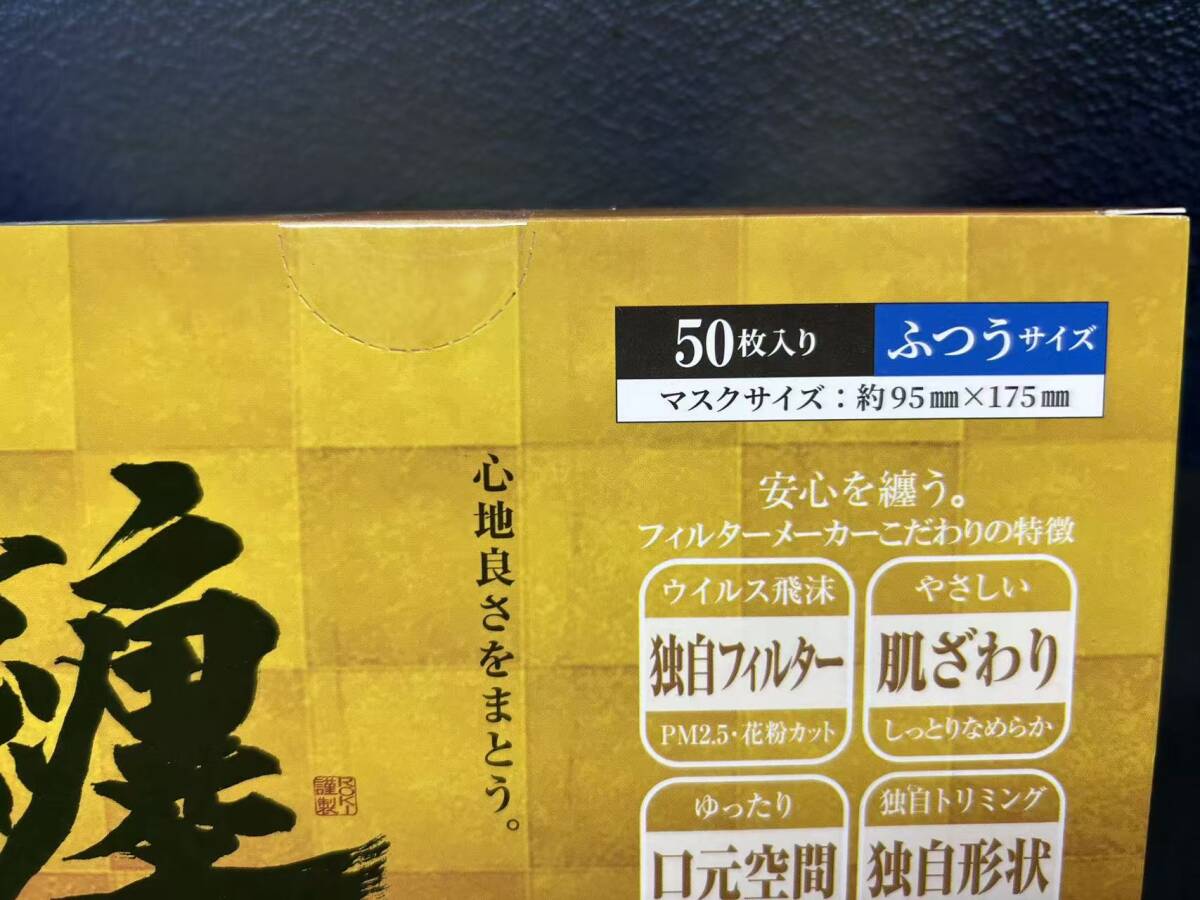 50枚入り ふつうサイズ
マスクサイズ：約95㎜×175㎜
心地良さをまとう。
纏
ROKI
謹製
安心を纏う。
フィルターメーカーこだわりの特徴
ウイルス飛沫
独自フィルター
PM2.5・花粉カット
やさしい
肌ざわり
しっとりなめらか
ゆったり
口元空間
独自トリミング
独自形状